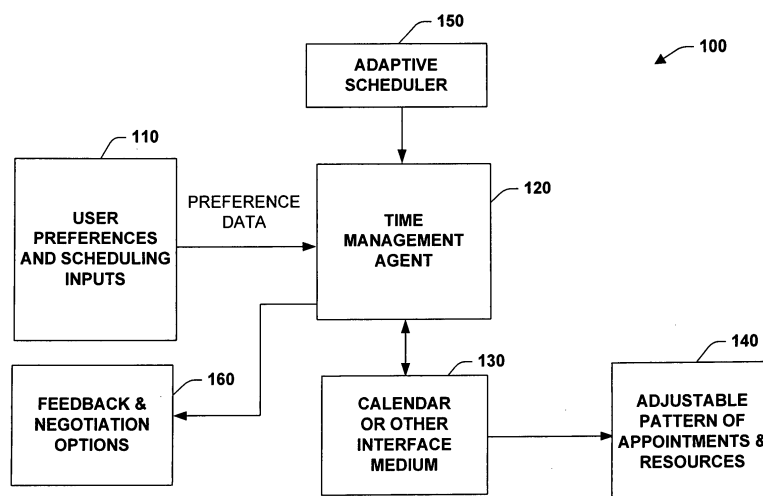 150
ADAPTIVE
SCHEDULER
100
110
USER
PREFERENCES
AND SCHEDULING
INPUTS
PREFERENCE
DATA
120
TIME
MANAGEMENT
AGENT
160
FEEDBACK &
NEGOTIATION
OPTIONS
130
CALENDAR
OR OTHER
INTERFACE
MEDIUM
140
ADJUSTABLE
PATTERN OF
APPOINTMENTS &
RESOURCES